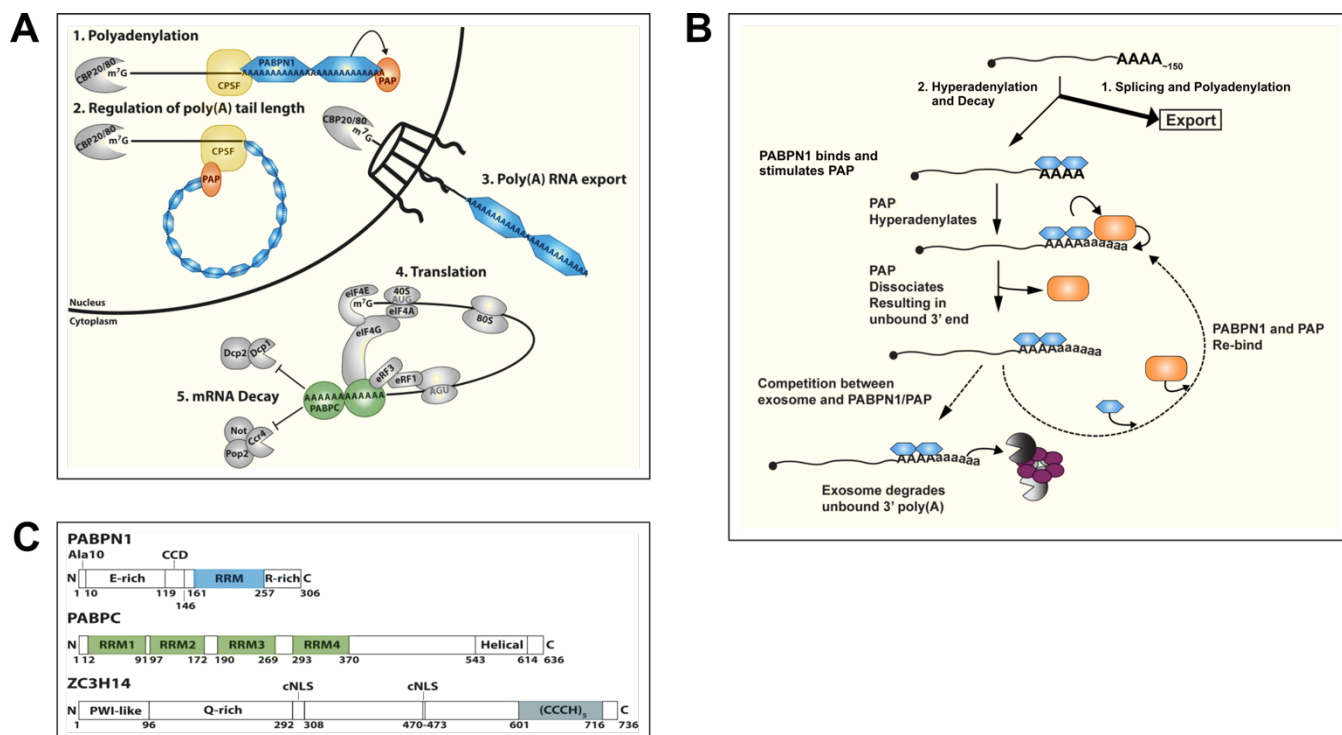 A
1. Polyadenylation
CBP20/80
m⁷G
CPSF
PABPN1
AAAAAAAAAAAAAAAAAAAAAAAAA
PAP
2. Regulation of poly(A) tail length
CBP20/80
m⁷G
CPSF
PAP
CBP20/80
m⁷G
3. Poly(A) RNA export
Nucleus
Cytoplasm
4. Translation
eIF4E
m⁷G
40S
AUG
eIF4A
eIF4G
80S
Dcp2
Dcp1
eRF3
eRF1
AGU
5. mRNA Decay
AAAAAAAAAAAAA
PABPC
Not
Ccr4
Pop2
B
AAAA~150
2. Hyperadenylation
and Decay
1. Splicing and Polyadenylation
Export
PABPN1 binds and
stimulates PAP
AAAA
PAP
Hyperadenylates
AAAAaaaaaa
PAP
Dissociates
Resulting in
unbound 3' end
AAAAaaaaaa
PABPN1 and PAP
Re-bind
Competition between
exosome and PABPN1/PAP
AAAAaaaaaa
Exosome degrades
unbound 3' poly(A)
C
PABPN1
Ala10 CCD
N E-rich RRM R-rich C
1 10 119 146 161 257 306
PABPC
N RRM1 RRM2 RRM3 RRM4 Helical C
1 12 91 97 172 190 269 293 370 543 614 636
ZC3H14
cNLS cNLS
N PWI-like Q-rich (CCCH)₅ C
1 96 292 308 470-473 601 716 736